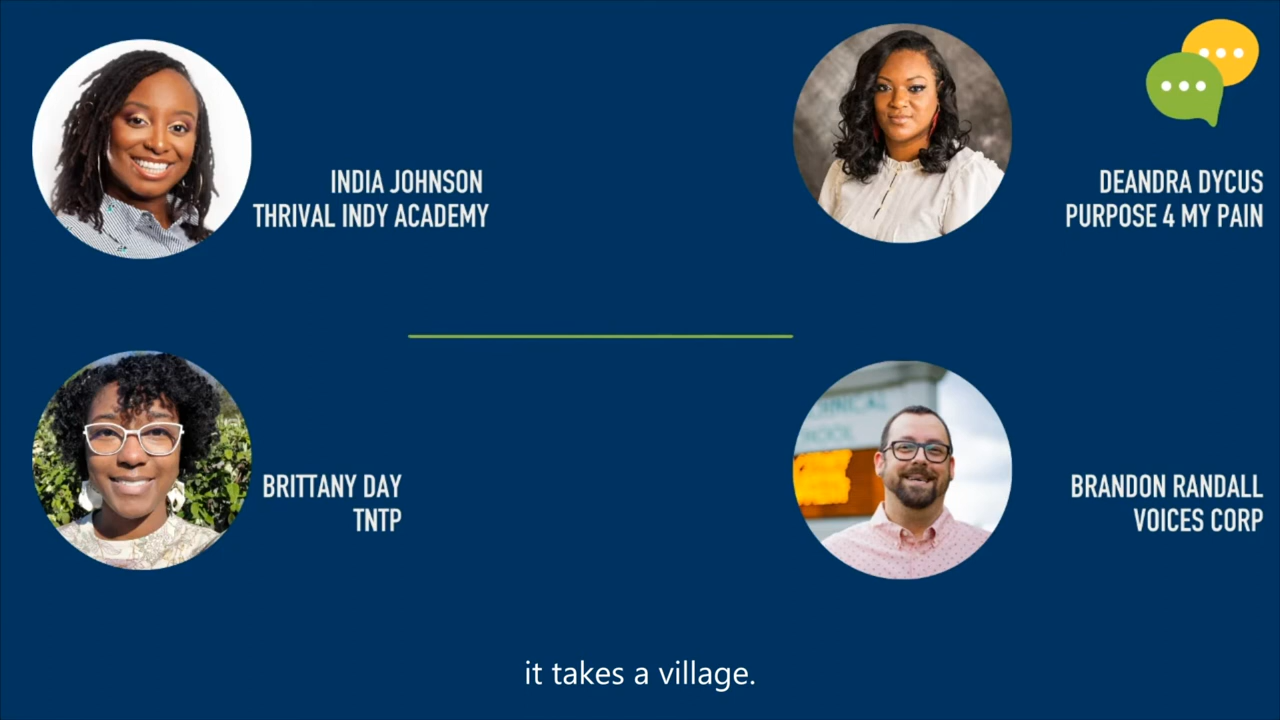 INDIA JOHNSON
THRIVAL INDY ACADEMY
DEANDRA DYCUS
PURPOSE 4 MY PAIN
BRITTANY DAY
TNTP
BRANDON RANDALL
VOICES CORP
it takes a village.